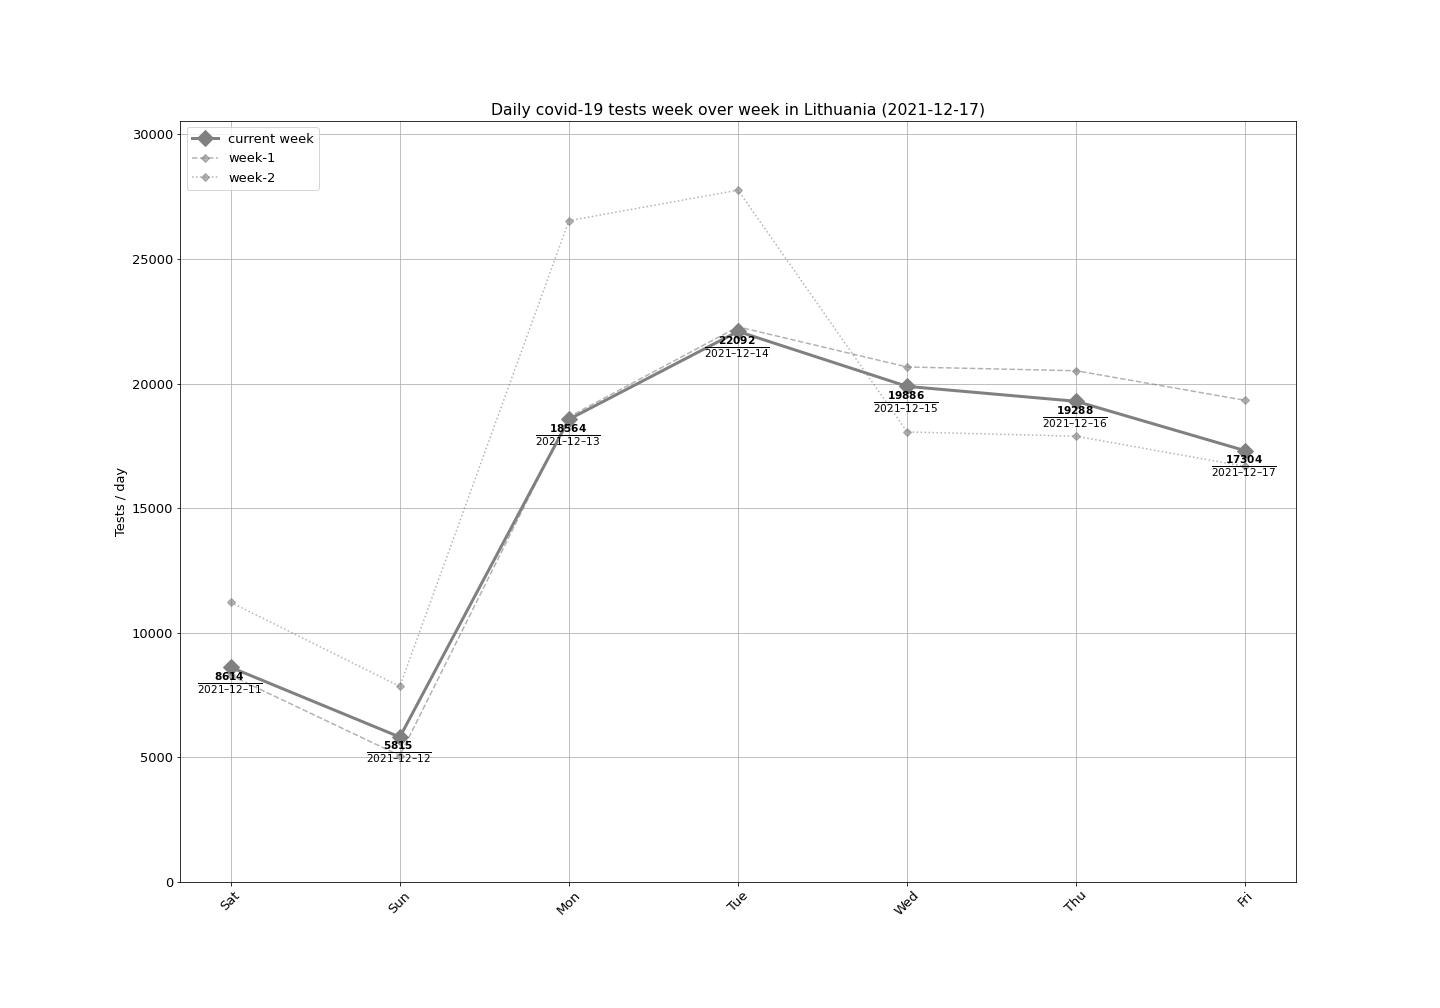 Daily covid-19 tests week over week in Lithuania (2021-12-17)
current week
week-1
week-2
30000
25000
20000
15000
10000
5000
0
Tests / day
8614
2021–12–11
5815
2021–12–12
18564
2021–12–13
22092
2021–12–14
19886
2021–12–15
19288
2021–12–16
17304
2021–12–17
Sat
Sun
Mon
Tue
Wed
Thu
Fri